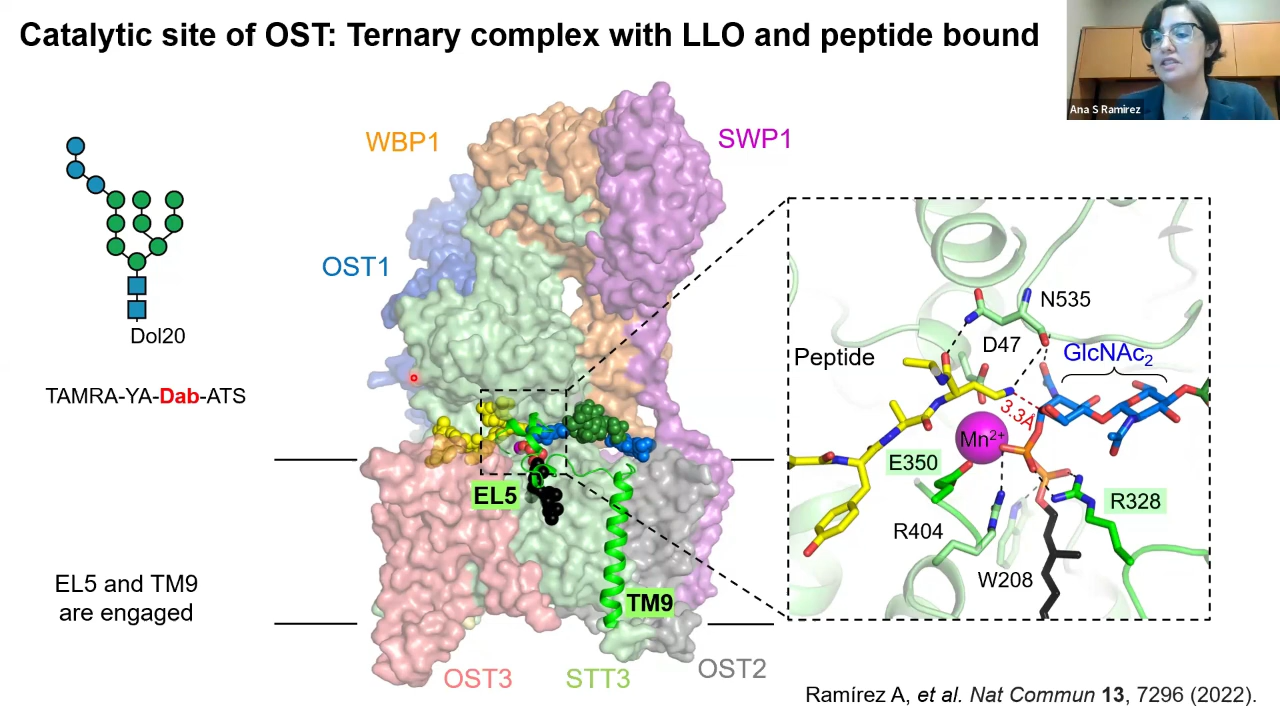 Catalytic site of OST: Ternary complex with LLO and peptide bound
Ana S Ramirez
WBP1
SWP1
OST1
Dol20
TAMRA-YA-Dab-ATS
EL5
EL5 and TM9
are engaged
TM9
OST3
STT3
OST2
N535
D47
GlcNAc₂
Peptide
3.3Å
Mn²⁺
E350
R328
R404
W208
Ramírez A, et al. Nat Commun 13, 7296 (2022).